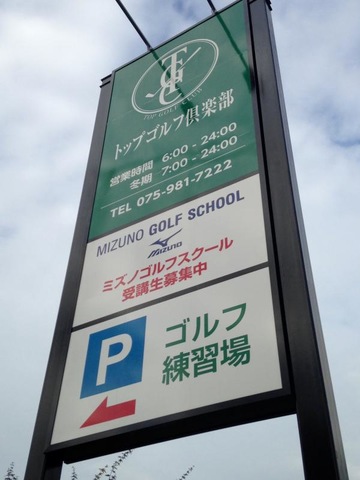 TGC
TOP GOLF CLUB
トップゴルフ倶楽部
営業時間 6:00 - 24:00
冬期 7:00 - 24:00
TEL 075-981-7222
MIZUNO GOLF SCHOOL
MIZUNO
ミズノゴルフスクール
受講生募集中
P
ゴルフ
練習場